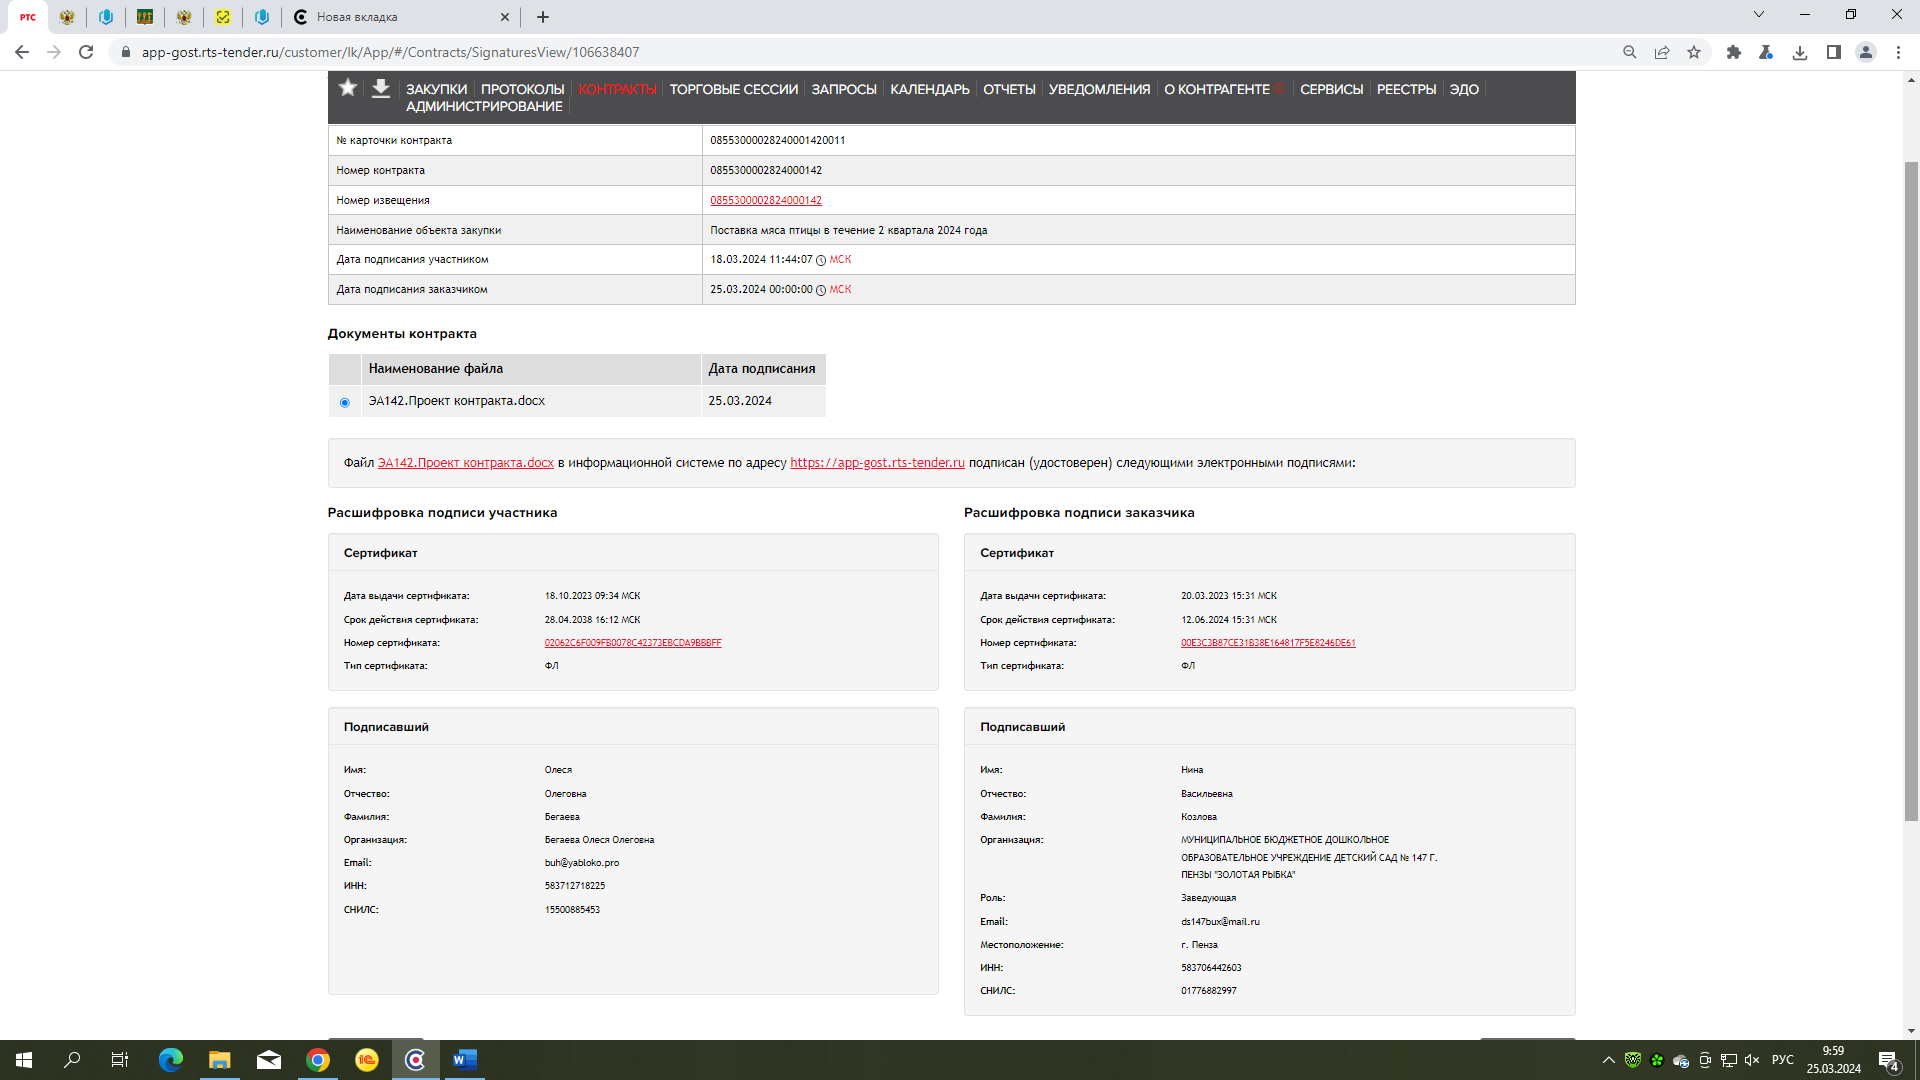 РТС
Новая вкладка
app-gost.rts-tender.ru/customer/lk/App/#/Contracts/SignaturesView/106638407
ЗАКУПКИ ПРОТОКОЛЫ КОНТРАКТЫ ТОРГОВЫЕ СЕССИИ ЗАПРОСЫ КАЛЕНДАРЬ ОТЧЕТЫ УВЕДОМЛЕНИЯ О КОНТРАГЕНТЕ СЕРВИСЫ РЕЕСТРЫ ЭДО
АДМИНИСТРИРОВАНИЕ
№ карточки контракта 08553000028240001420011
Номер контракта 0855300002824000142
Номер извещения 0855300002824000142
Наименование объекта закупки Поставка мяса птицы в течение 2 квартала 2024 года
Дата подписания участником 18.03.2024 11:44:07 МСК
Дата подписания заказчиком 25.03.2024 00:00:00 МСК
Документы контракта
Наименование файла Дата подписания
ЭА142.Проект контракта.docx 25.03.2024
Файл ЭА142.Проект контракта.docx в информационной системе по адресу https://app-gost.rts-tender.ru подписан (удостоверен) следующими электронными подписями:
Расшифровка подписи участника
Сертификат
Дата выдачи сертификата: 18.10.2023 09:34 МСК
Срок действия сертификата: 28.04.2038 16:12 МСК
Номер сертификата: 02062C6F009FB0078C42373EBCDA9BBBFF
Тип сертификата: ФЛ
Подписавший
Имя: Олеся
Отчество: Олеговна
Фамилия: Бегаева
Организация: Бегаева Олеся Олеговна
Email: buh@yabloko.pro
ИНН: 583712718225
СНИЛС: 15500885453
Расшифровка подписи заказчика
Сертификат
Дата выдачи сертификата: 20.03.2023 15:31 МСК
Срок действия сертификата: 12.06.2024 15:31 МСК
Номер сертификата: 00E3C3B87CE31B38E164817F5E8246DE61
Тип сертификата: ФЛ
Подписавший
Имя: Нина
Отчество: Васильевна
Фамилия: Козлова
Организация: МУНИЦИПАЛЬНОЕ БЮДЖЕТНОЕ ДОШКОЛЬНОЕ
ОБРАЗОВАТЕЛЬНОЕ УЧРЕЖДЕНИЕ ДЕТСКИЙ САД № 147 Г.
ПЕНЗЫ "ЗОЛОТАЯ РЫБКА"
Роль: Заведующая
Email: ds147bux@mail.ru
Местоположение: г. Пенза
ИНН: 583706442603
СНИЛС: 01776882997
РУС
9:59
25.03.2024
4